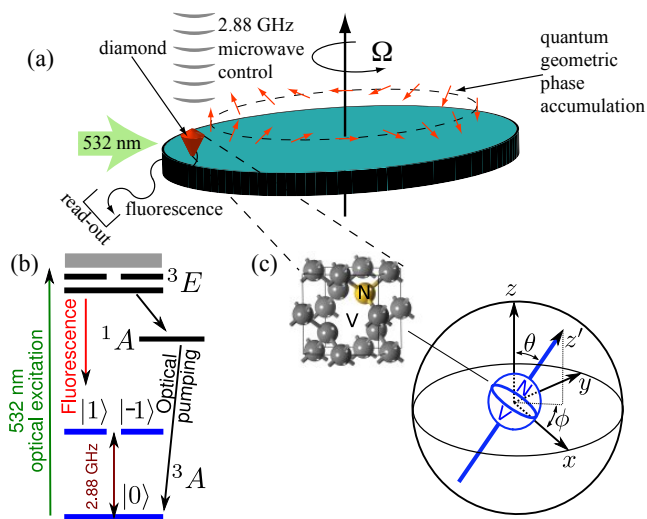 (a)
diamond
2.88 GHz
microwave
control
Ω
quantum
geometric
phase
accumulation
532 nm
fluorescence
read-out
(b)
³E
¹A
Fluorescence
Optical
pumping
532 nm
optical excitation
|1⟩ |-1⟩
2.88 GHz
|0⟩
³A
(c)
N
V
z
θ
z'
N
V
y
ϕ
x